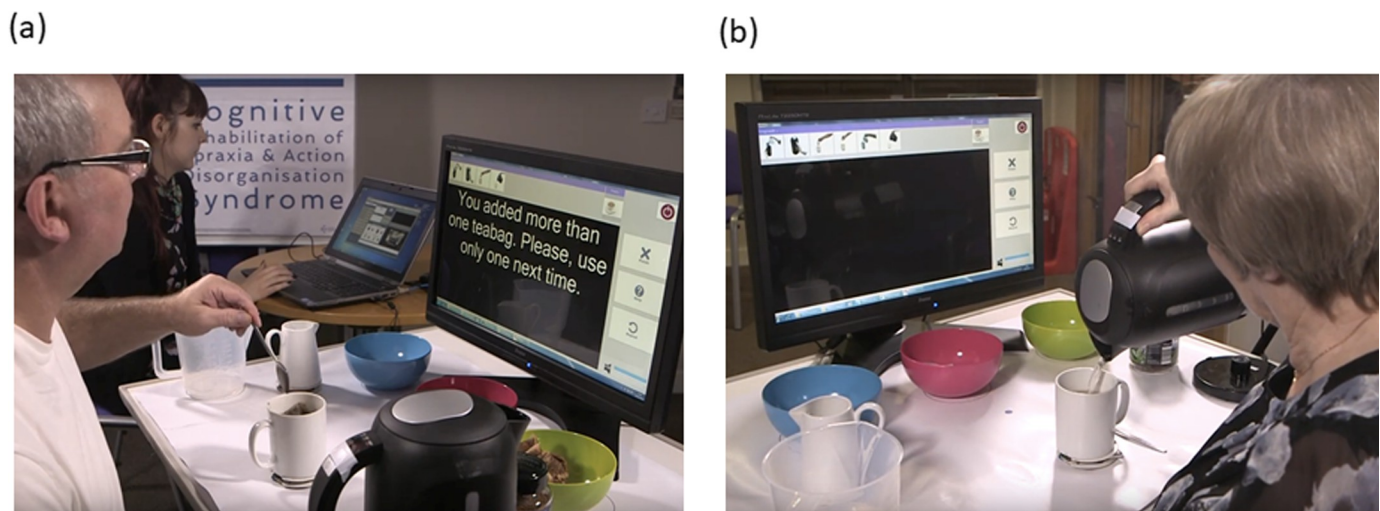 (a)
(b)
ognitive
habilitation of
praxia & Action
isorganisation
yndrome
You added more than
one teabag. Please, use
only one next time.